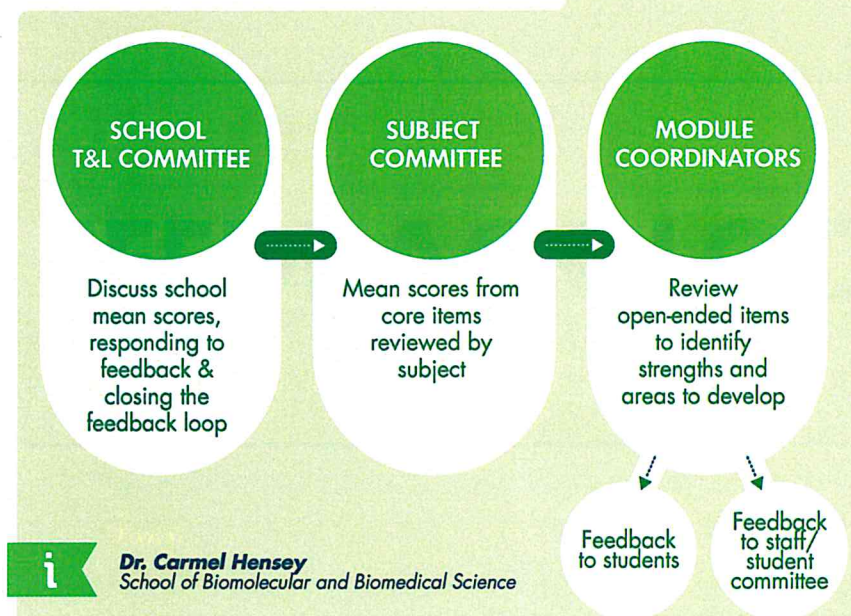 SCHOOL
T&L COMMITTEE
Discuss school
mean scores,
responding to
feedback &
closing the
feedback loop
SUBJECT
COMMITTEE
Mean scores from
core items
reviewed by
subject
MODULE
COORDINATORS
Review
open-ended items
to identify
strengths and
areas to develop
Feedback
to students
Feedback
to staff/
student
committee
i
Dr. Carmel Hensey
School of Biomolecular and Biomedical Science